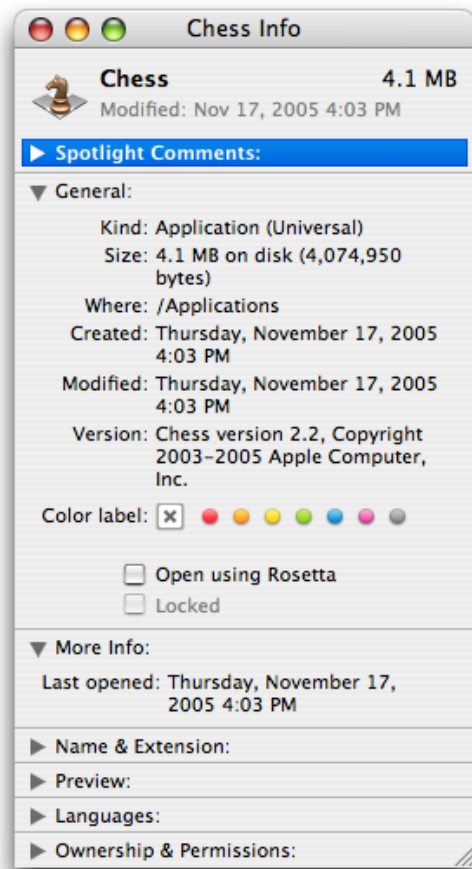 Chess Info
Chess 4.1 MB
Modified: Nov 17, 2005 4:03 PM
Spotlight Comments:
General:
Kind: Application (Universal)
Size: 4.1 MB on disk (4,074,950
bytes)
Where: /Applications
Created: Thursday, November 17, 2005
4:03 PM
Modified: Thursday, November 17, 2005
4:03 PM
Version: Chess version 2.2, Copyright
2003–2005 Apple Computer,
Inc.
Color label:
Open using Rosetta
Locked
More Info:
Last opened: Thursday, November 17,
2005 4:03 PM
Name & Extension:
Preview:
Languages:
Ownership & Permissions: